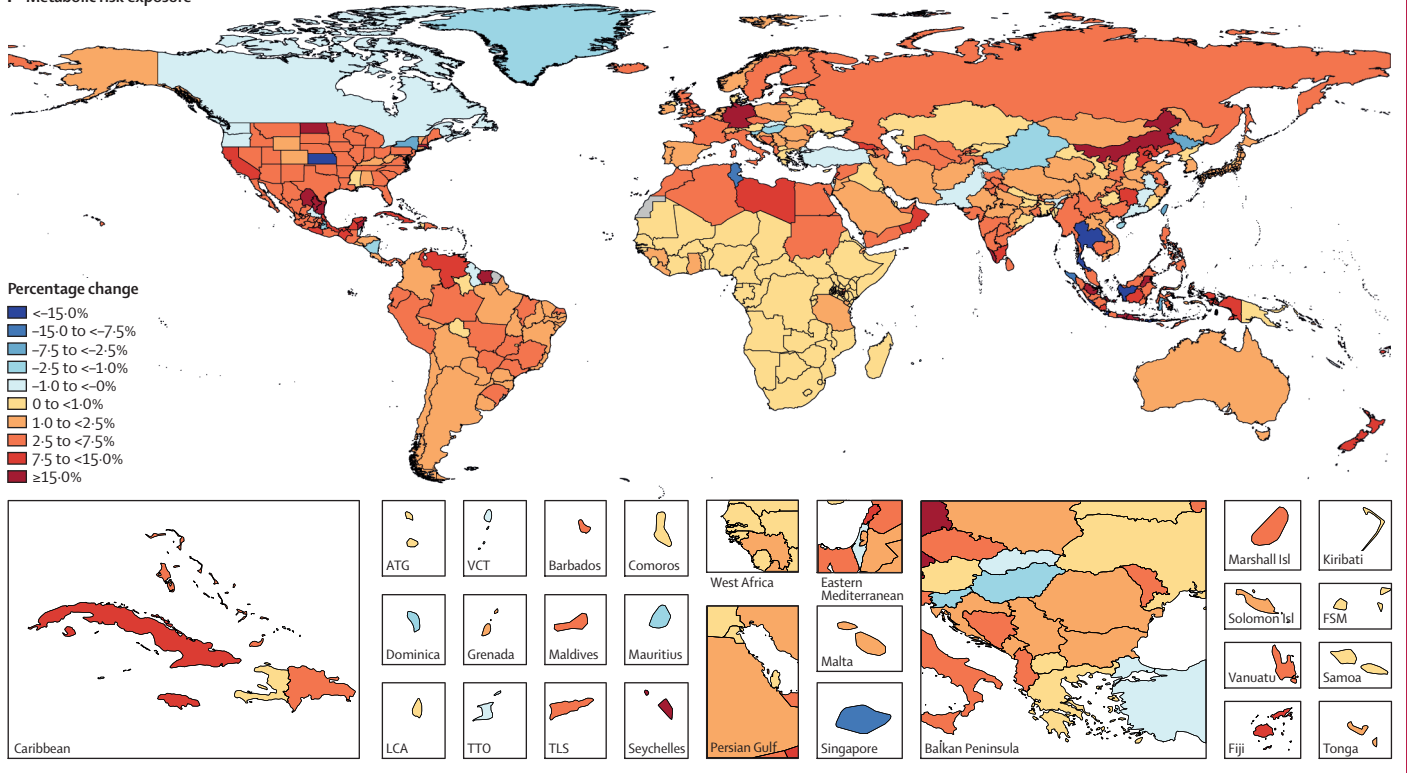 Metabolic risk exposure
Percentage change
<–15·0%
–15·0 to <–7·5%
–7·5 to <–2·5%
–2·5 to <–1·0%
–1·0 to <–0%
0 to <1·0%
1·0 to <2·5%
2·5 to <7·5%
7·5 to <15·0%
≥15·0%
Caribbean
ATG
VCT
Barbados
Comoros
Dominica
Grenada
Maldives
Mauritius
LCA
TTO
TLS
Seychelles
West Africa
Eastern
Mediterranean
Persian Gulf
Malta
Singapore
Balkan Peninsula
Marshall Isl
Kiribati
Solomon Isl
FSM
Vanuatu
Samoa
Fiji
Tonga